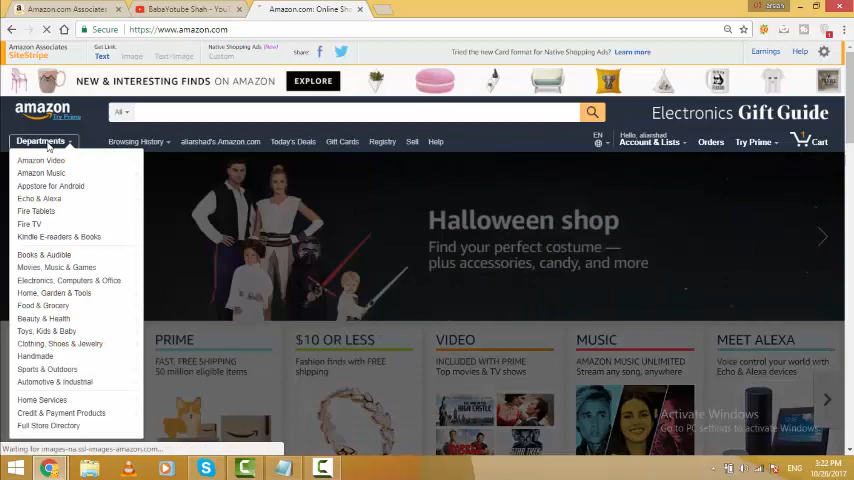 arsan
Amazon.com Associates
BabaYotube Shah - YouT
Amazon.com: Online Sho
Secure
https://www.amazon.com
Amazon Associates
SiteStripe
Get Link:
Text
Text/Image
Image
Native Shopping Ads (New)
Custom
Share:
Tried the new Card format for Native Shopping Ads? Learn more
Earnings
Help
NEW & INTERESTING FINDS ON AMAZON
EXPLORE
amazon
Try Prime
All
Electronics Gift Guide
Departments
Browsing History
aliarshad's Amazon.com
Today's Deals
Gift Cards
Registry
Sell
Help
EN
Hello, aliarshad
Account & Lists
Orders
Try Prime
1
Cart
Amazon Video
Amazon Music
Appstore for Android
Echo & Alexa
Fire Tablets
Fire TV
Kindle E-readers & Books
Books & Audible
Movies, Music & Games
Electronics, Computers & Office
Home, Garden & Tools
Food & Grocery
Beauty & Health
Toys, Kids & Baby
Clothing, Shoes & Jewelry
Handmade
Sports & Outdoors
Automotive & Industrial
Home Services
Credit & Payment Products
Full Store Directory
Halloween shop
Find your perfect costume —
plus accessories, candy, and more
PRIME
FAST, FREE SHIPPING
50 million eligible items
$10 OR LESS
Fashion finds with FREE
shipping
VIDEO
INCLUDED WITH PRIME
Top movies & TV shows
MUSIC
AMAZON MUSIC UNLIMITED
Stream any song, anywhere
MEET ALEXA
Voice control your world
Activate Windows
Go to PC settings to activate Windows.
Waiting for images-na.ssl-images-amazon.com...
ENG
3:22 PM
10/26/2017